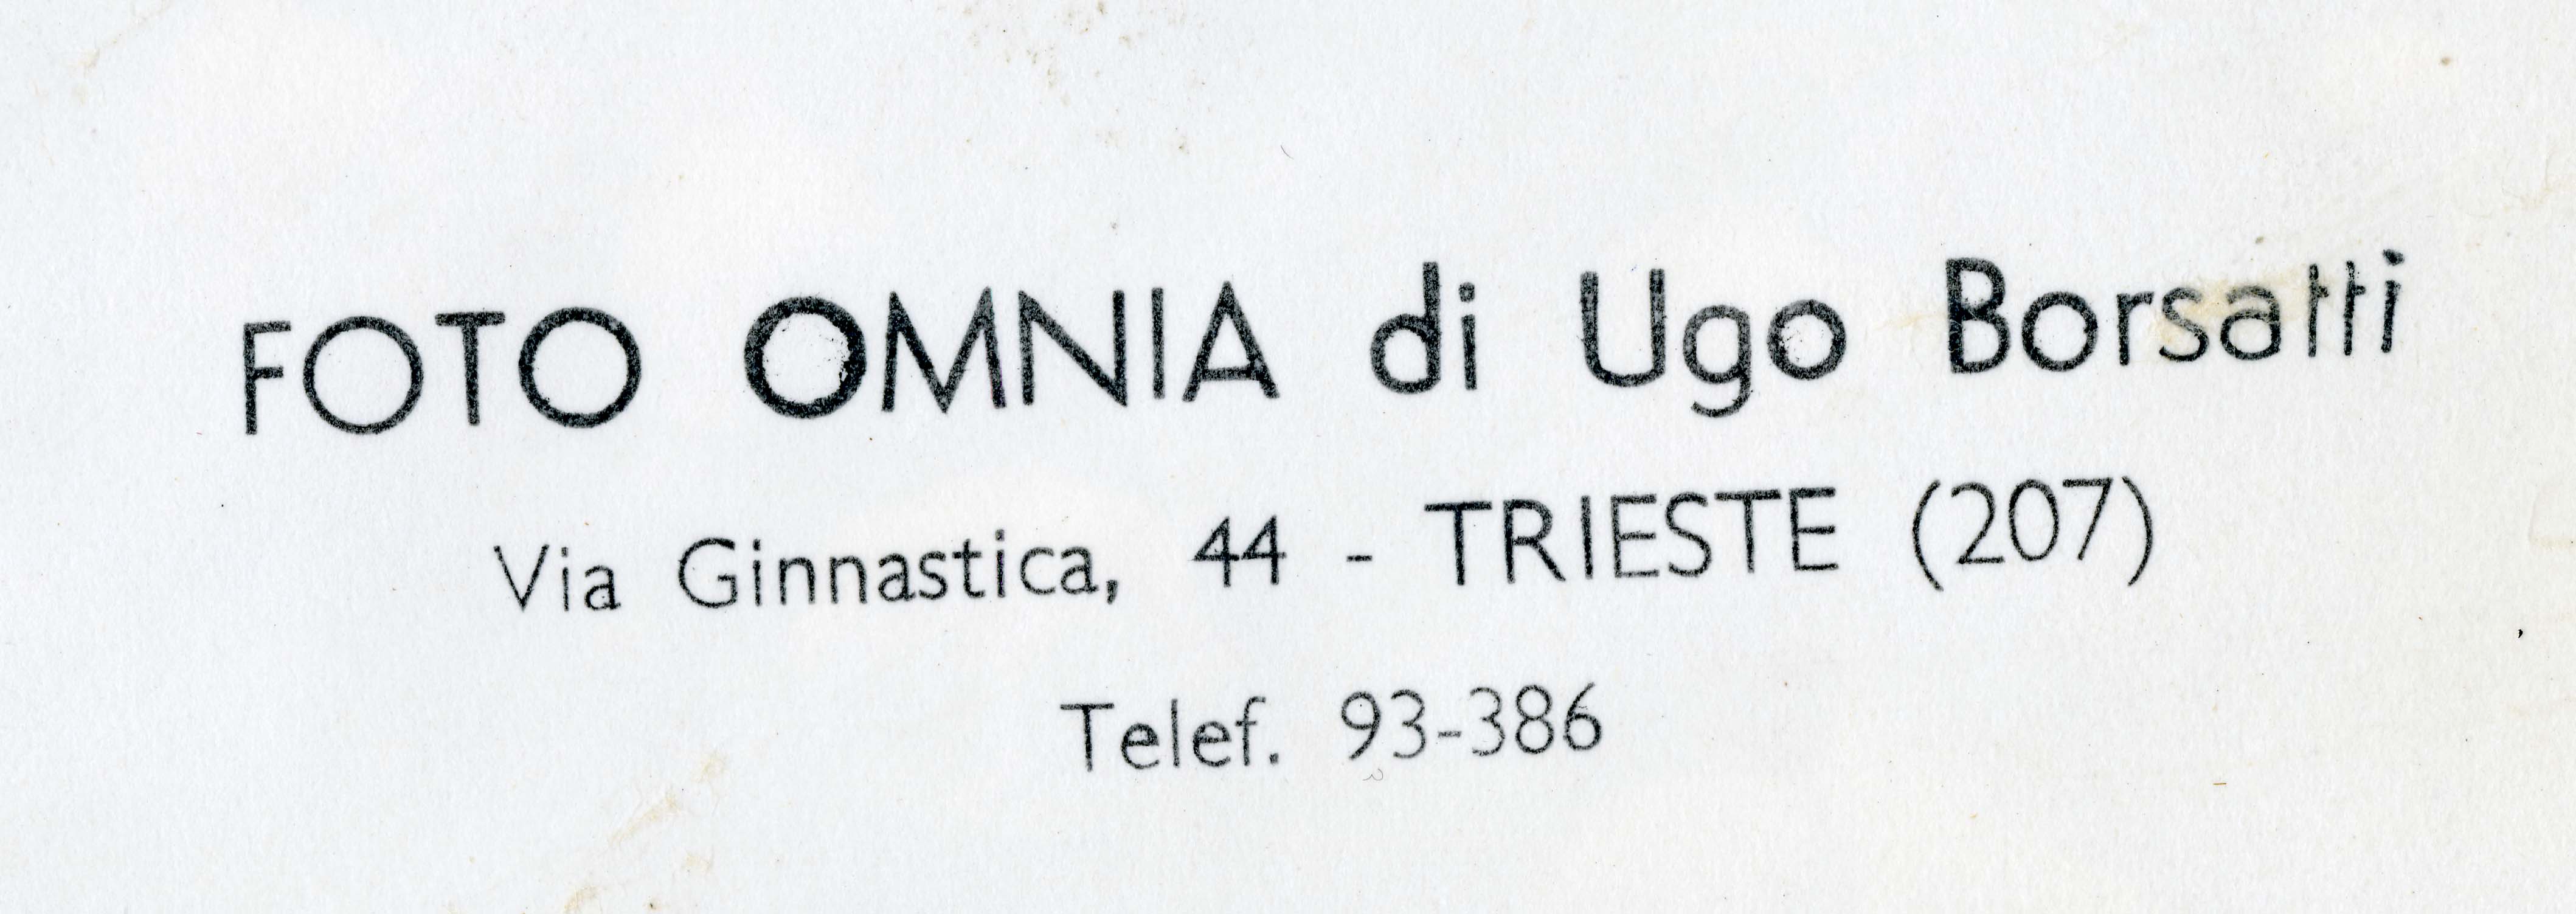 FOTO OMNIA di Ugo Borsatti
Via Ginnastica, 44 - TRIESTE (207)
Telef. 93-386